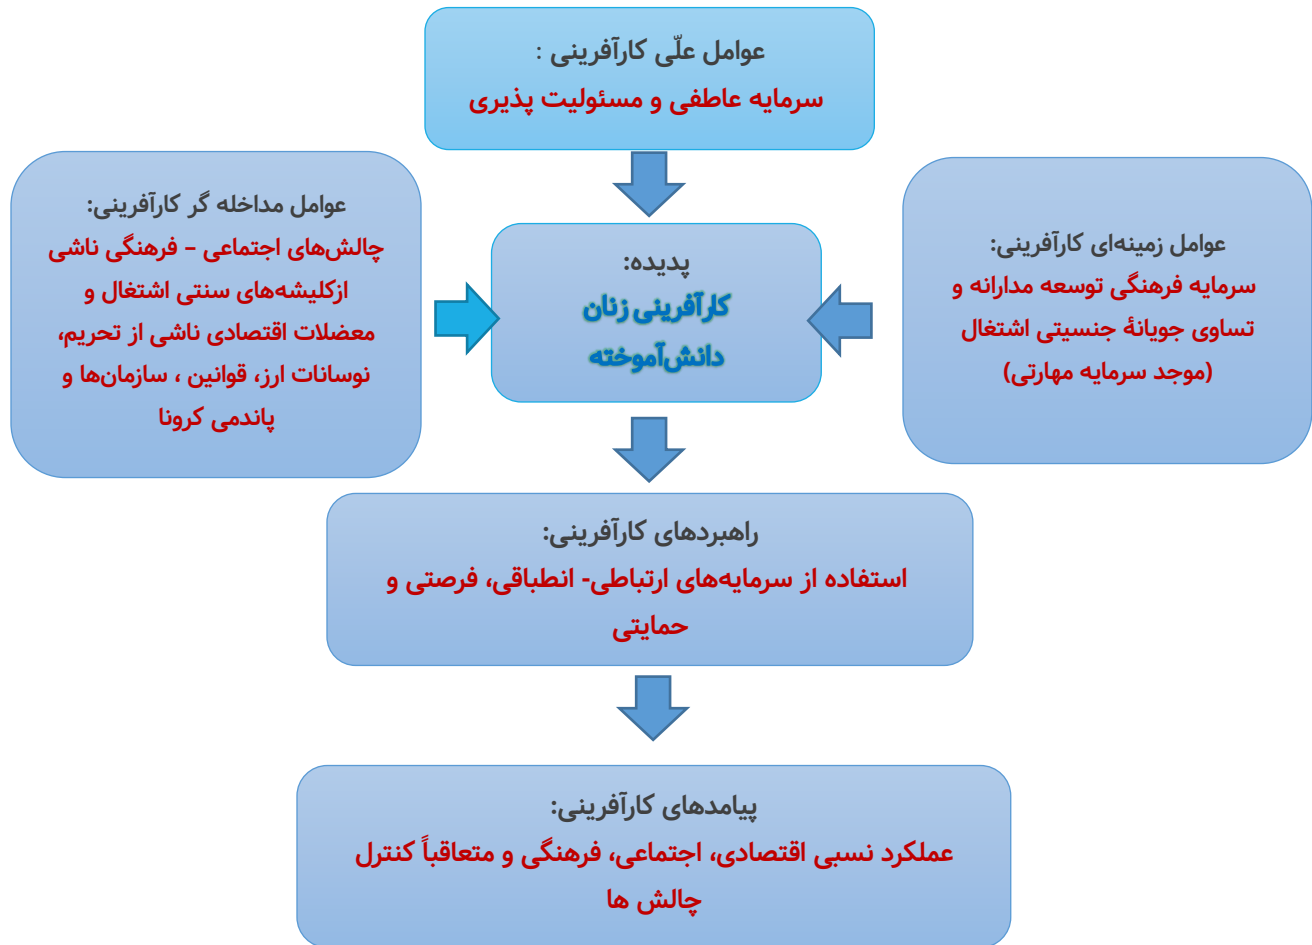 عوامل علّی کارآفرینی :
سرمایه عاطفی و مسئولیت پذیری
عوامل زمینه‌ای کارآفرینی:
سرمایه فرهنگی توسعه مدارانه و
تساوی جویانهٔ جنسیتی اشتغال
(موجد سرمایه مهارتی)
پدیده:
کارآفرینی زنان
دانش‌آموخته
عوامل مداخله گر کارآفرینی:
چالش‌های اجتماعی – فرهنگی ناشی
ازکلیشه‌های سنتی اشتغال و
معضلات اقتصادی ناشی از تحریم،
نوسانات ارز، قوانین ، سازمان‌ها و
پاندمی کرونا
راهبردهای کارآفرینی:
استفاده از سرمایه‌های ارتباطی- انطباقی، فرصتی و
حمایتی
پیامدهای کارآفرینی:
عملکرد نسبی اقتصادی، اجتماعی، فرهنگی و متعاقباً کنترل
چالش ها